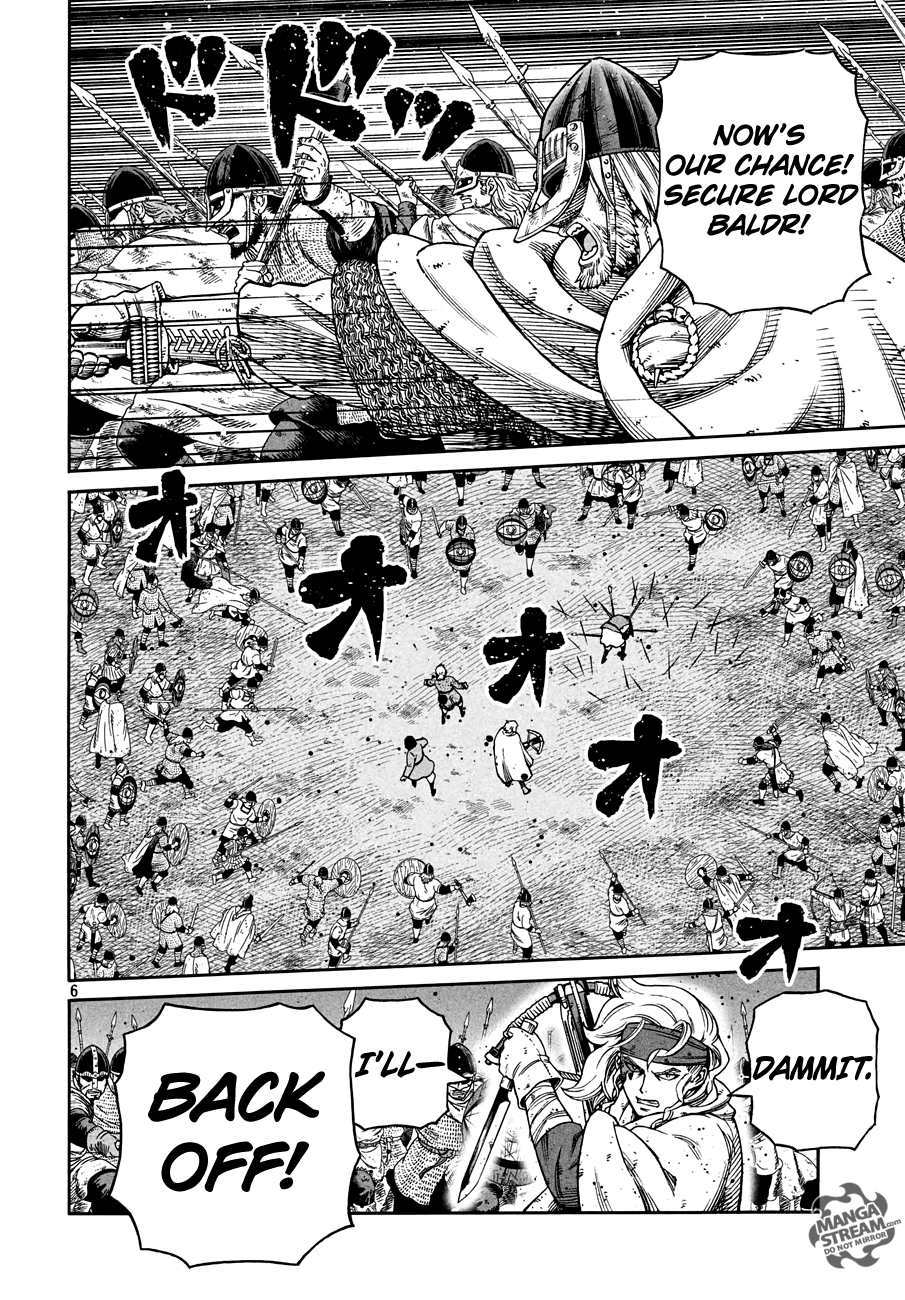 NOW'S
OUR CHANCE!
SECURE LORD
BALDR!
ドドドッ
オオオオオ
DAMMIT.
I'LL—
BACK
OFF!
6
MANGA
STREAM.com
DO NOT MIRROR